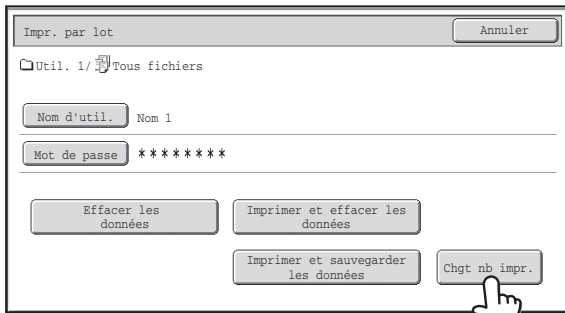 Impr. par lot
Annuler
Util. 1/ Tous fichiers
Nom d'util.
Nom 1
Mot de passe
********
Effacer les
données
Imprimer et effacer les
données
Imprimer et sauvegarder
les données
Chgt nb impr.